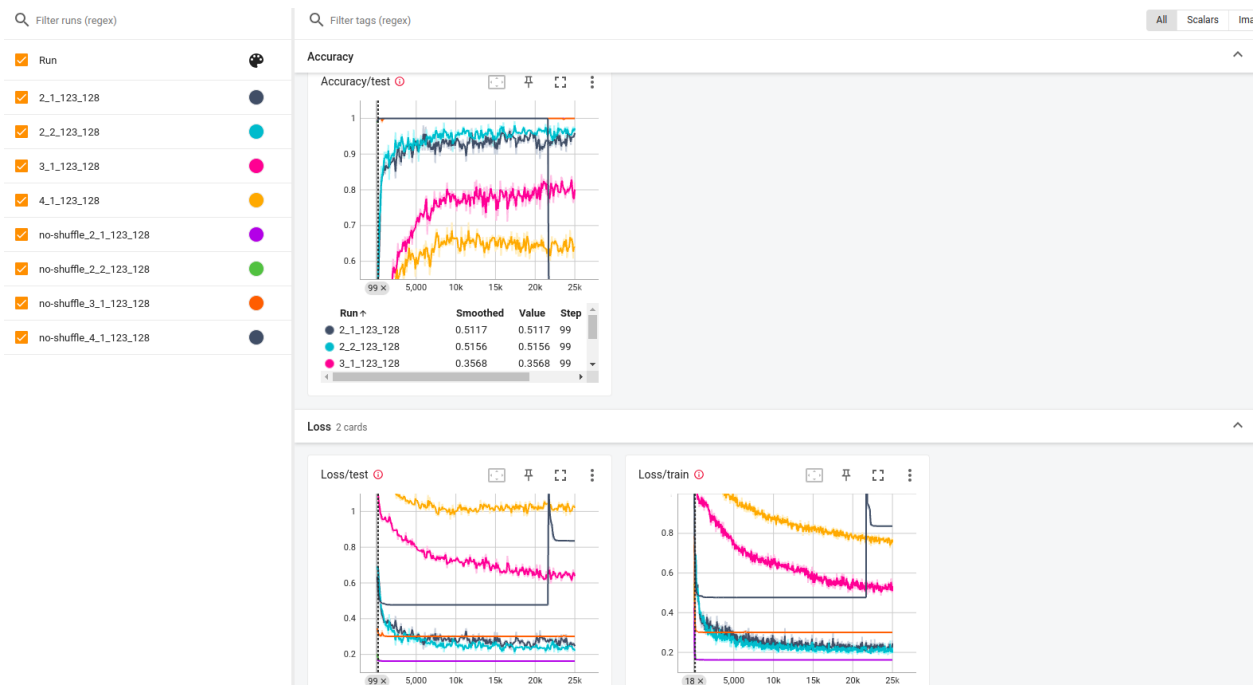 Filter runs (regex)
Filter tags (regex)
All Scalars Ima
Run
Accuracy
2_1_123_128
2_2_123_128
3_1_123_128
4_1_123_128
no-shuffle_2_1_123_128
no-shuffle_2_2_123_128
no-shuffle_3_1_123_128
no-shuffle_4_1_123_128
Accuracy/test
1
0.9
0.8
0.7
0.6
99 × 5,000 10k 15k 20k 25k
Run↑ Smoothed Value Step
2_1_123_128 0.5117 0.5117 99
2_2_123_128 0.5156 0.5156 99
3_1_123_128 0.3568 0.3568 99
Loss 2 cards
Loss/test
1
0.8
0.6
0.4
0.2
99 × 5,000 10k 15k 20k 25k
Loss/train
0.8
0.6
0.4
0.2
18 × 5,000 10k 15k 20k 25k